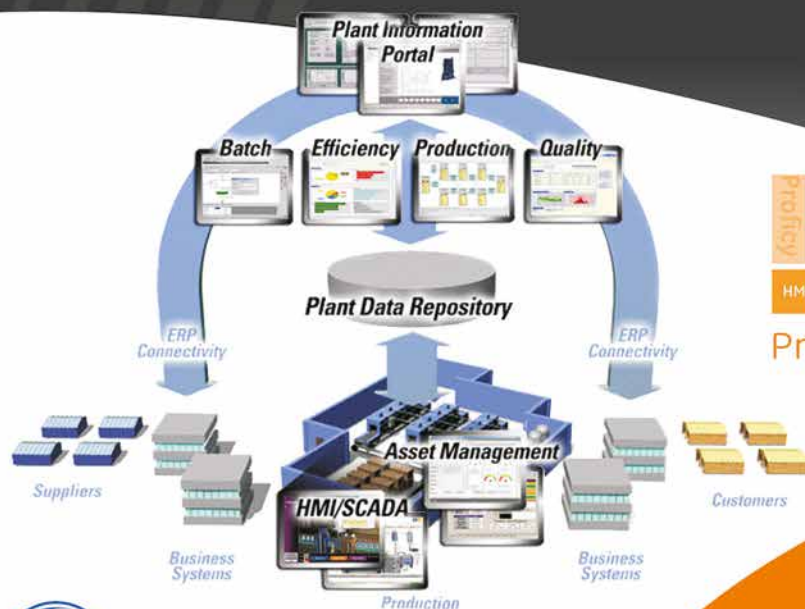 Plant Information
Portal
Batch
Efficiency
Production
Quality
Proficy
HM
Pr
Plant Data Repository
ERP
Connectivity
ERP
Connectivity
Asset Management
HMI/SCADA
Suppliers
Customers
Business
Systems
Business
Systems
Production